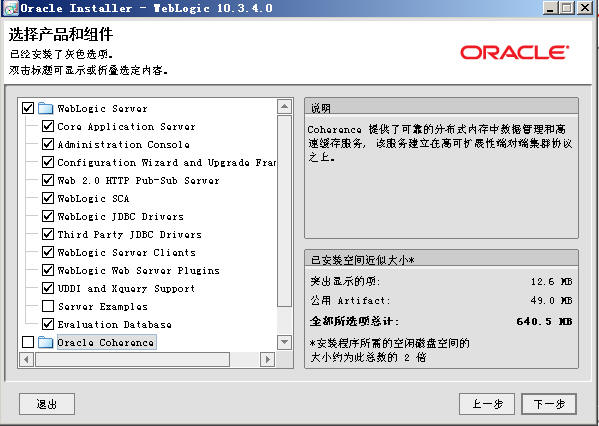 Oracle Installer - WebLogic 10.3.4.0
选择产品和组件
已经安装了灰色选项。
双击标题可显示或折叠选定内容。
ORACLE
WebLogic Server
Core Application Server
Administration Console
Configuration Wizard and Upgrade Fram
Web 2.0 HTTP Pub-Sub Server
WebLogic SCA
WebLogic JDBC Drivers
Third Party JDBC Drivers
WebLogic Server Clients
WebLogic Web Server Plugins
UDDI and Xquery Support
Server Examples
Evaluation Database
Oracle Coherence
说明
Coherence 提供了可靠的分布式内存中数据管理和高
速缓存服务, 该服务建立在高可扩展性端对端集群协议
之上。
已安装空间近似大小*
突出显示的项: 12.6 MB
公用 Artifact: 49.0 MB
全部所选项总计: 640.5 MB
*安装程序所需的空闲磁盘空间的
大小约为此总数的 2 倍
退出
上一步
下一步